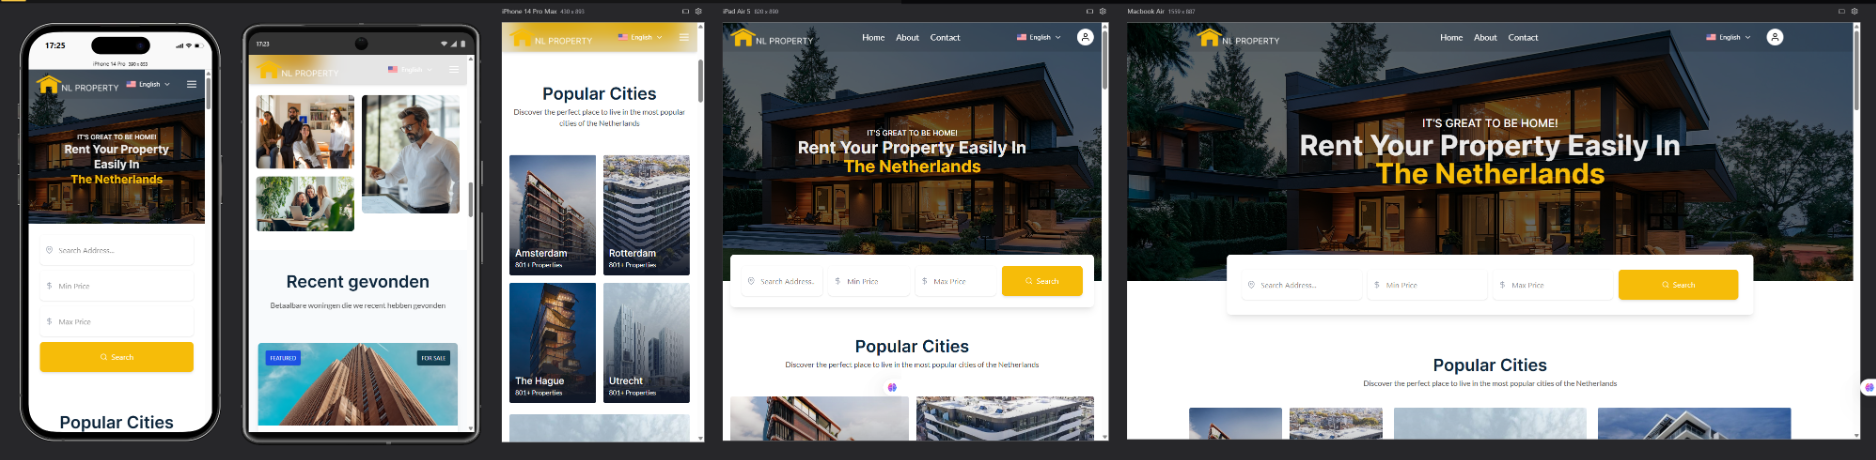 17:25
iPhone 14 Pro 390 x 853
NL PROPERTY
English
IT'S GREAT TO BE HOME!
Rent Your Property
Easily In
The Netherlands
Search Address...
Min Price
Max Price
Search
Popular Cities
17:23
NL PROPERTY
English
Recent gevonden
Betaalbare woningen die we recent hebben gevonden
FEATURED
FOR SALE
iPhone 14 Pro Max 430 x 895
NL PROPERTY
English
Popular Cities
Discover the perfect place to live in the most popular
cities of the Netherlands
Amsterdam
801+ Properties
Rotterdam
801+ Properties
The Hague
801+ Properties
Utrecht
801+ Properties
iPad Air 5 820 x 890
NL PROPERTY
Home About Contact
English
IT'S GREAT TO BE HOME!
Rent Your Property Easily In
The Netherlands
Search Address..
Min Price
Max Price
Search
Popular Cities
Discover the perfect place to live in the most popular cities of the Netherlands
Macbook Air 1559 x 887
NL PROPERTY
Home About Contact
English
IT'S GREAT TO BE HOME!
Rent Your Property Easily In
The Netherlands
Search Address...
Min Price
Max Price
Search
Popular Cities
Discover the perfect place to live in the most popular cities of the Netherlands